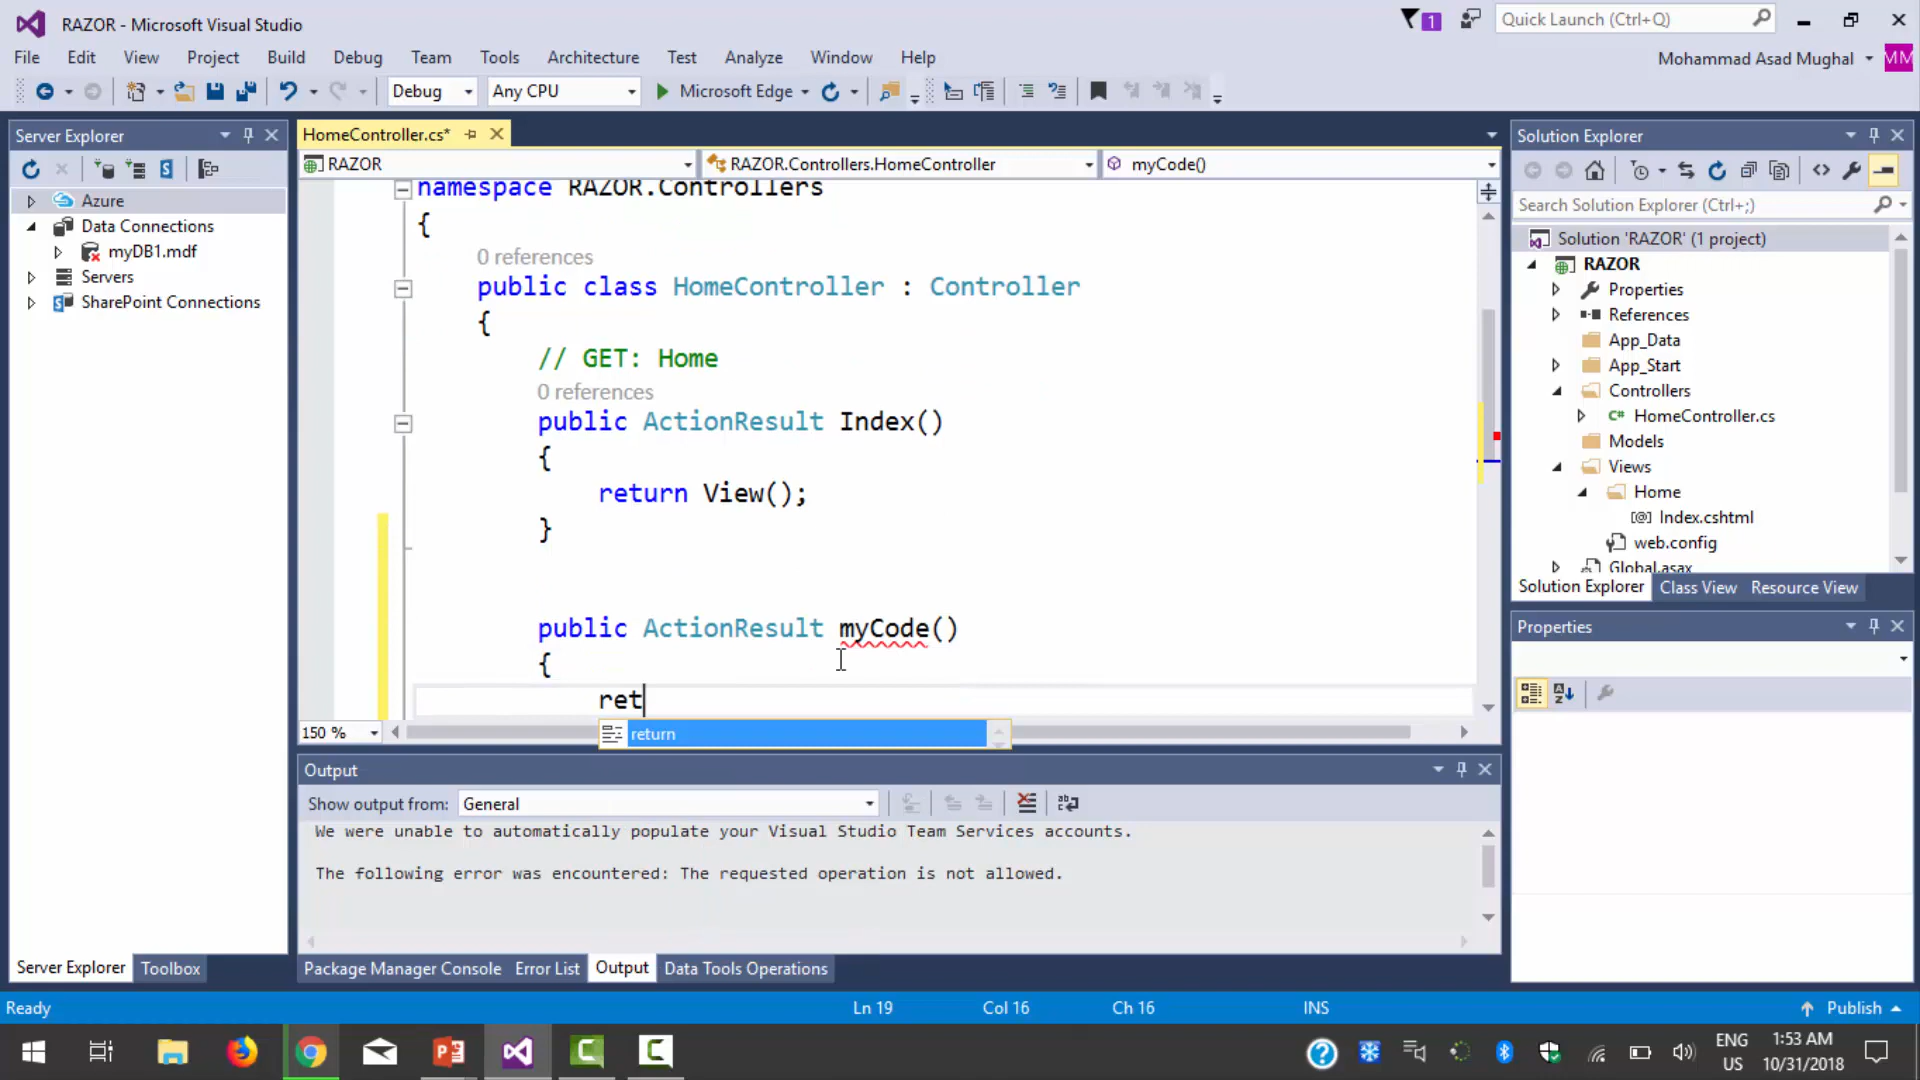 RAZOR - Microsoft Visual Studio
1
Quick Launch (Ctrl+Q)
File Edit View Project Build Debug Team Tools Architecture Test Analyze Window Help
Mohammad Asad Mughal
MM
Debug
Any CPU
Microsoft Edge
Server Explorer
Azure
Data Connections
myDB1.mdf
Servers
SharePoint Connections
Server Explorer Toolbox
HomeController.cs*
RAZOR
RAZOR.Controllers.HomeController
myCode()
namespace RAZOR.Controllers
{
0 references
public class HomeController : Controller
{
// GET: Home
0 references
public ActionResult Index()
{
return View();
}
public ActionResult myCode()
{
ret
return
150 %
Output
Show output from: General
We were unable to automatically populate your Visual Studio Team Services accounts.
The following error was encountered: The requested operation is not allowed.
Package Manager Console Error List Output Data Tools Operations
Solution Explorer
Search Solution Explorer (Ctrl+;)
Solution 'RAZOR' (1 project)
RAZOR
Properties
References
App_Data
App_Start
Controllers
C# HomeController.cs
Models
Views
Home
[@] Index.cshtml
web.config
Global.asax
Solution Explorer Class View Resource View
Properties
Ready
Ln 19
Col 16
Ch 16
INS
Publish
ENG
US
1:53 AM
10/31/2018